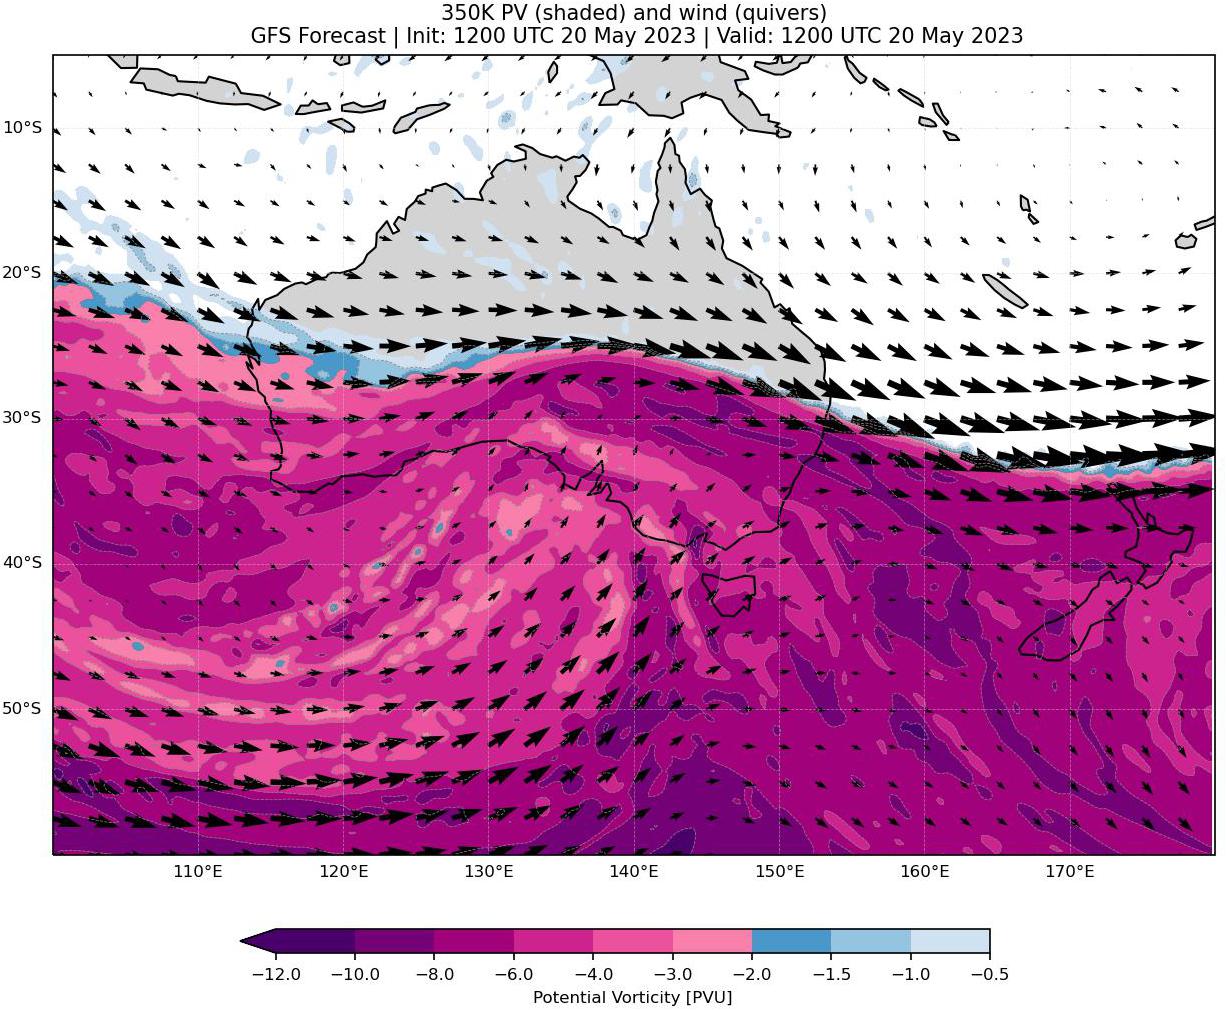 350K PV (shaded) and wind (quivers)
GFS Forecast | Init: 1200 UTC 20 May 2023 | Valid: 1200 UTC 20 May 2023
10°S
20°S
30°S
40°S
50°S
110°E 120°E 130°E 140°E 150°E 160°E 170°E
−12.0 −10.0 −8.0 −6.0 −4.0 −3.0 −2.0 −1.5 −1.0 −0.5
Potential Vorticity [PVU]